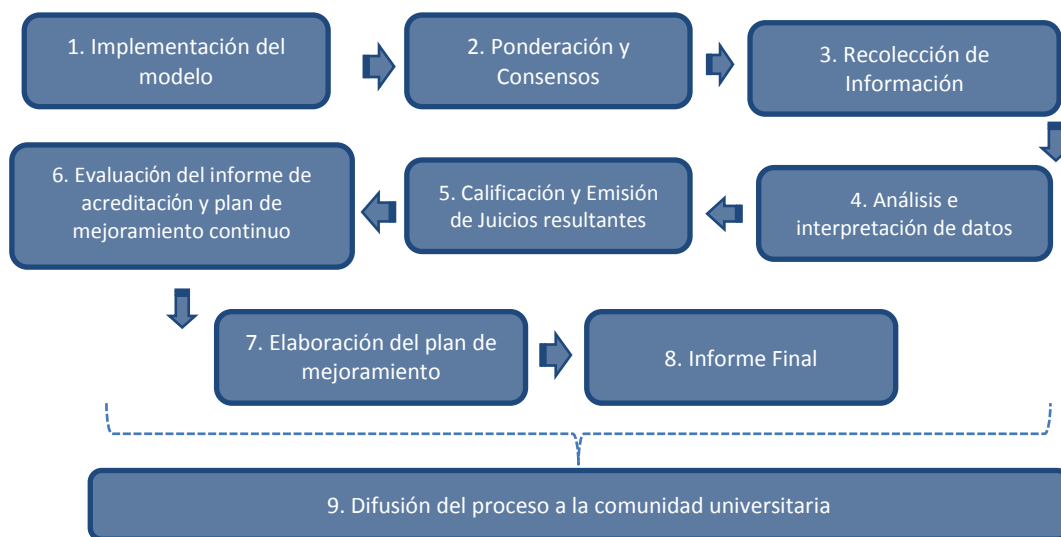 1. Implementación del
modelo
2. Ponderación y
Consensos
3. Recolección de
Información
4. Análisis e
interpretación de datos
5. Calificación y Emisión
de Juicios resultantes
6. Evaluación del informe de
acreditación y plan de
mejoramiento continuo
7. Elaboración del plan de
mejoramiento
8. Informe Final
9. Difusión del proceso a la comunidad universitaria